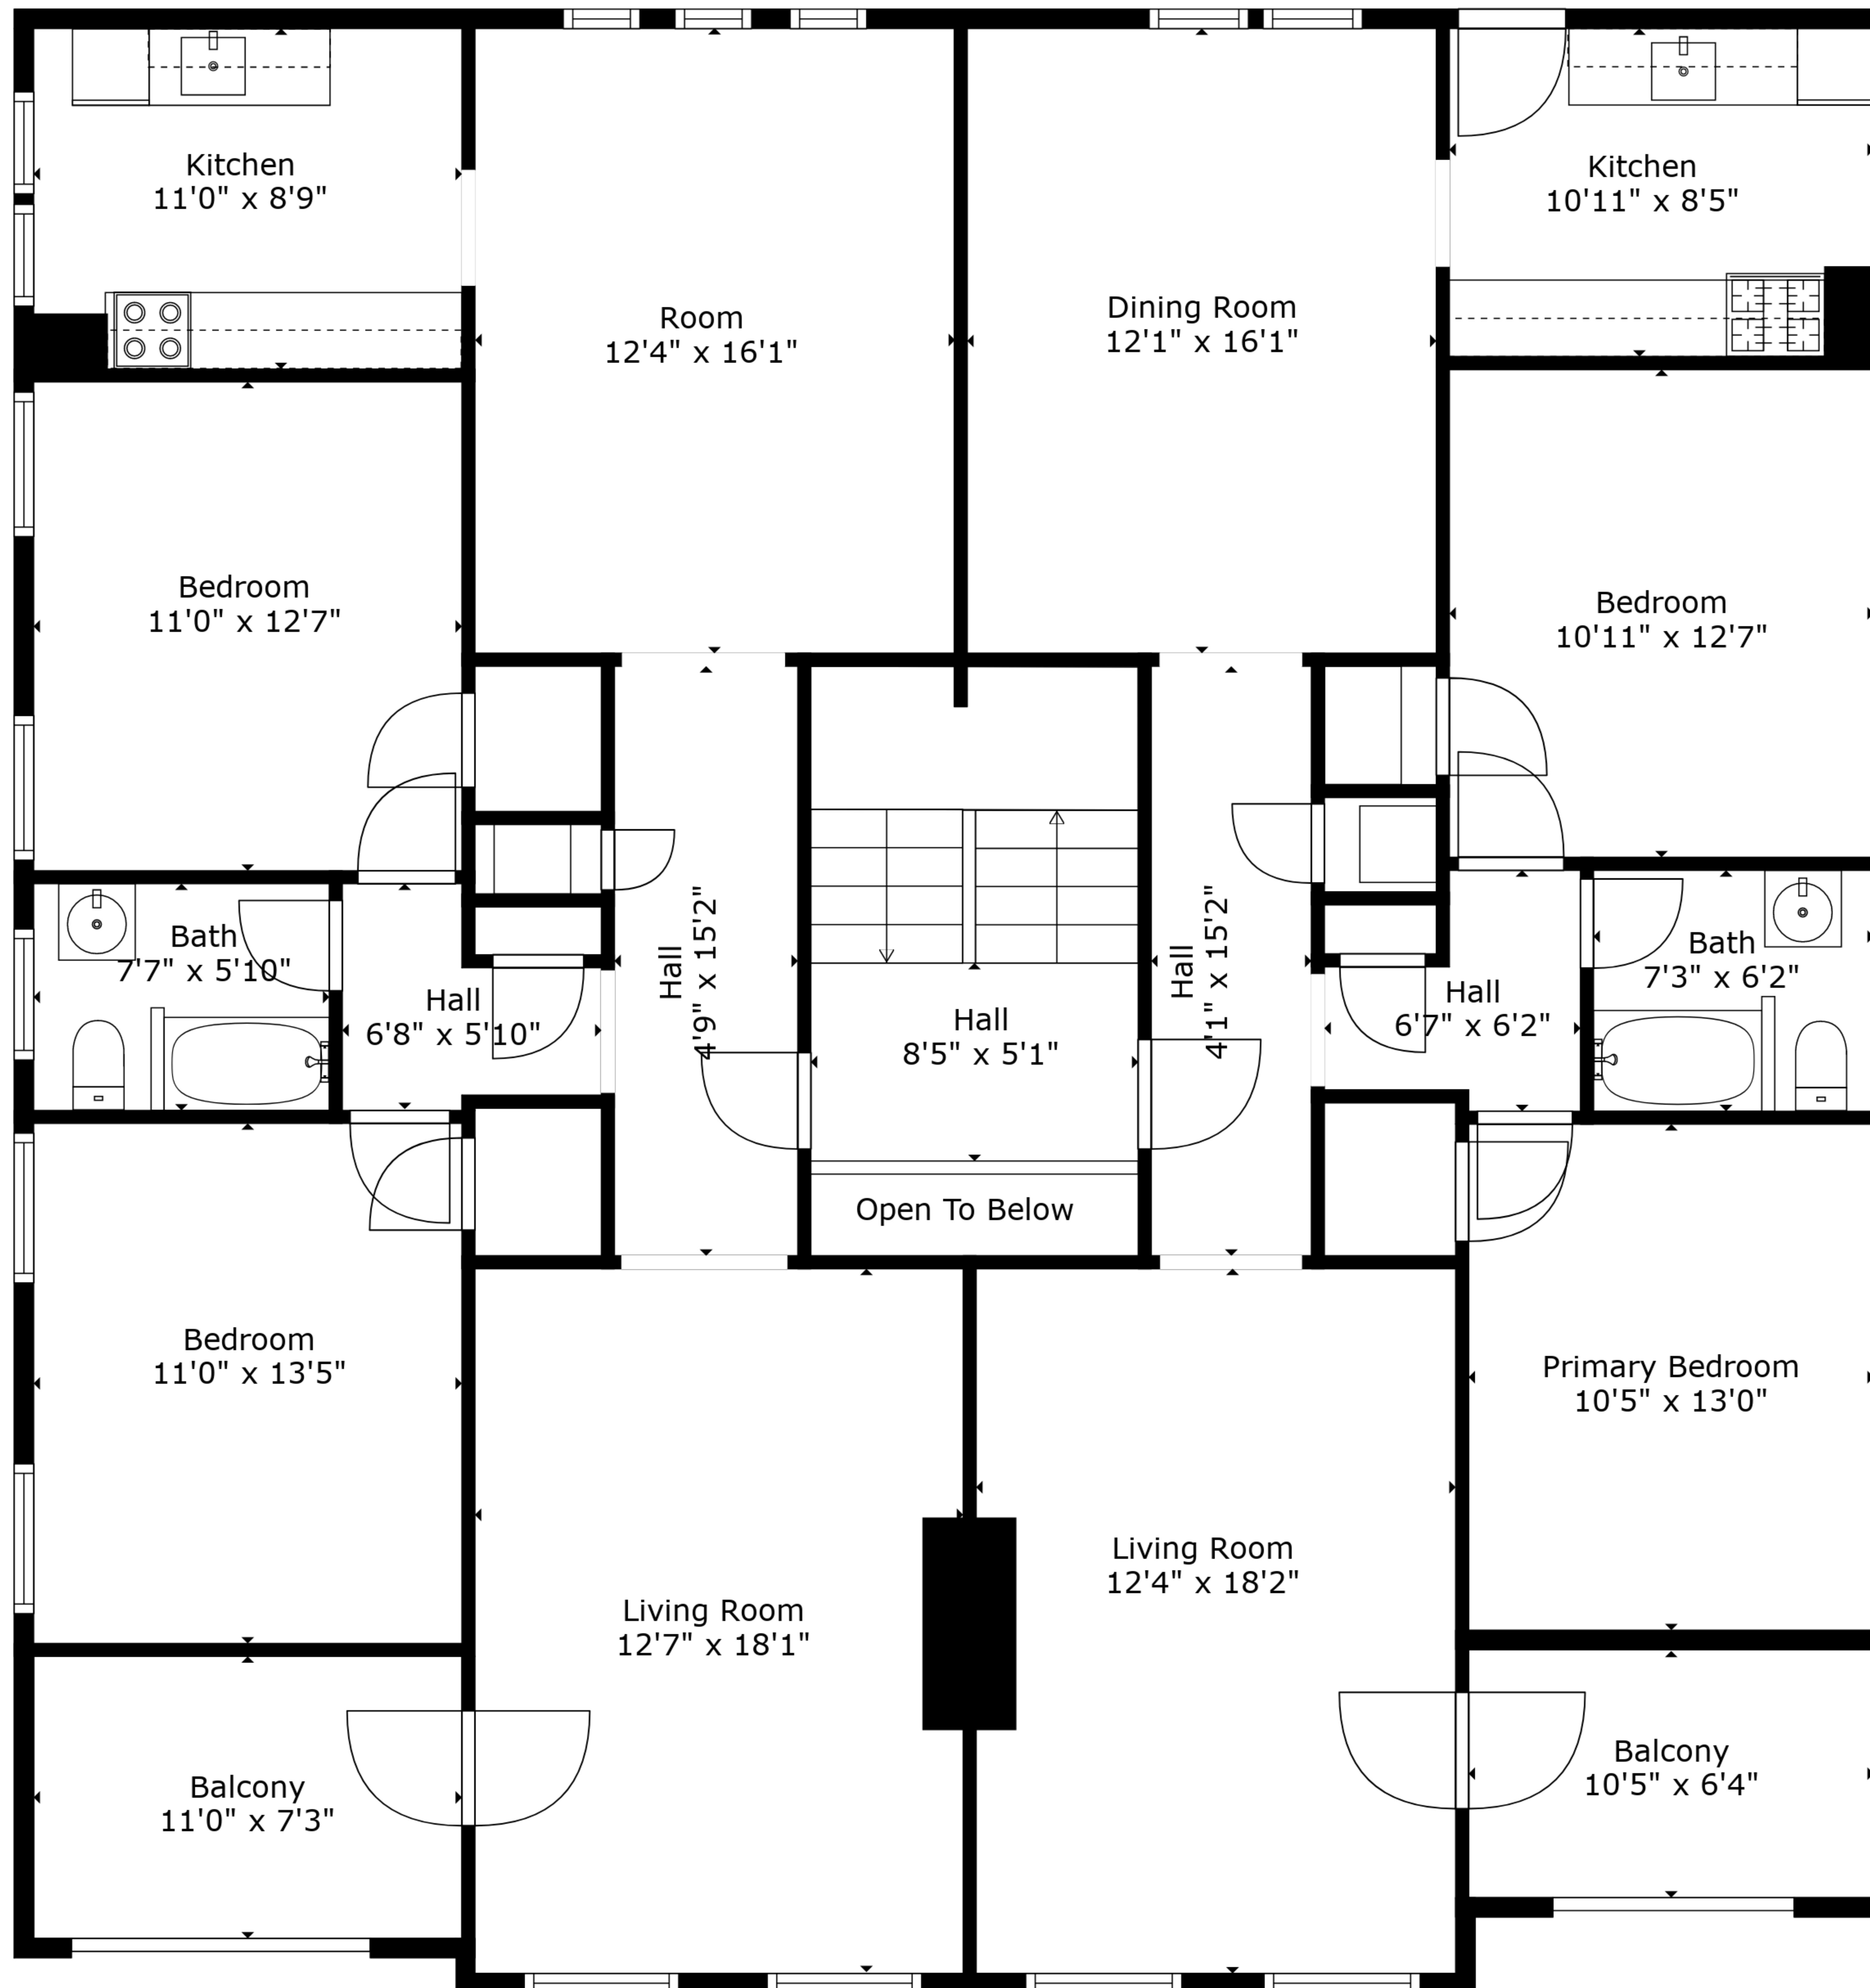 Kitchen
11'0" x 8'9"
Kitchen
10'11" x 8'5"
Room
12'4" x 16'1"
Dining Room
12'1" x 16'1"
Bedroom
11'0" x 12'7"
Bedroom
10'11" x 12'7"
Bath
7'7" x 5'10"
Hall
6'8" x 5'10"
Hall
4'9" x 15'2"
Hall
8'5" x 5'1"
Hall
4'1" x 15'2"
Hall
6'7" x 6'2"
Bath
7'3" x 6'2"
Open To Below
Bedroom
11'0" x 13'5"
Primary Bedroom
10'5" x 13'0"
Living Room
12'7" x 18'1"
Living Room
12'4" x 18'2"
Balcony
11'0" x 7'3"
Balcony
10'5" x 6'4"